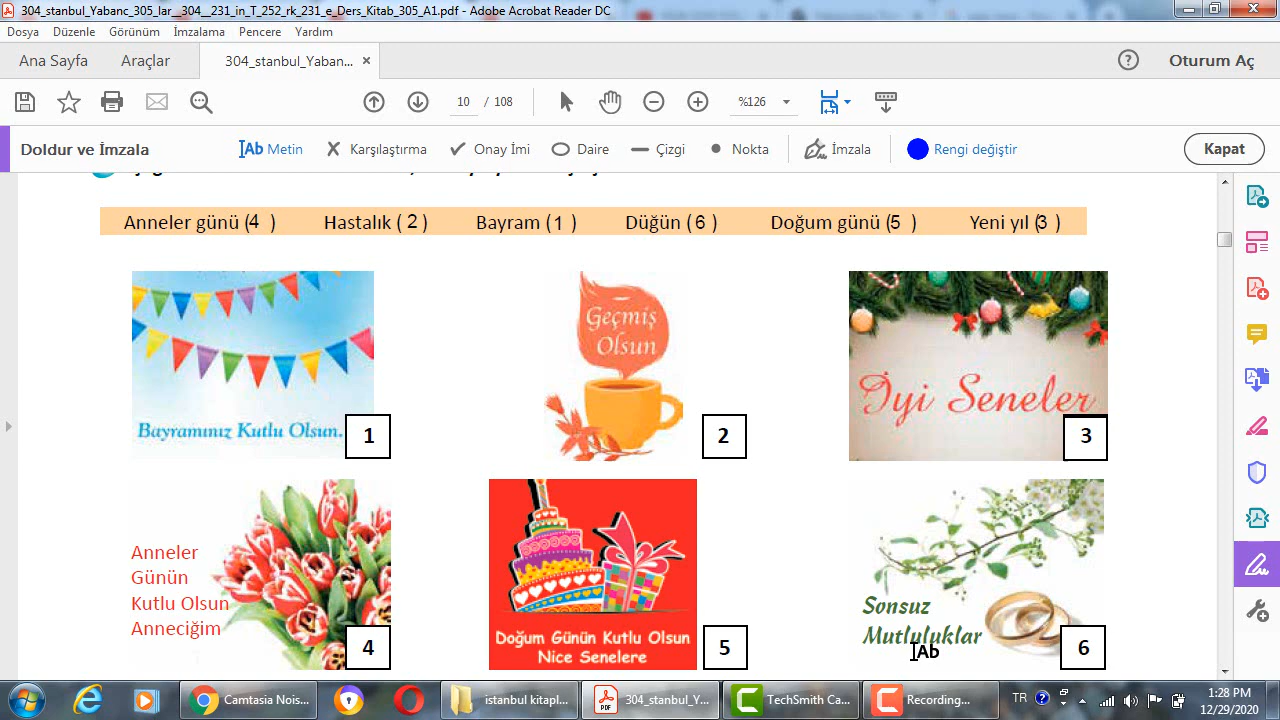 304_stanbul_Yabanc_305_lar__304__231_in_T_252_rk_231_e_Ders_Kitab_305_A1.pdf - Adobe Acrobat Reader DC
Dosya Düzenle Görünüm İmzalama Pencere Yardım
Ana Sayfa Araçlar 304_stanbul_Yaban... × Oturum Aç
10 / 108 %126
Doldur ve İmzala Ab Metin Karşılaştırma Onay İmi Daire Çizgi Nokta İmzala Rengi değiştir Kapat
Anneler günü (4 ) Hastalık ( 2 ) Bayram ( 1 ) Düğün ( 6 ) Doğum günü (5 ) Yeni yıl (3 )
Bayramınız Kutlu Olsun.
1
Geçmiş
Olsun
2
İyi Seneler
3
Anneler
Günün
Kutlu Olsun
Anneciğim
4
Doğum Günün Kutlu Olsun
Nice Senelere
5
Sonsuz
Mutluluklar
Ab
6
Camtasia Nois... istanbul kitapl... 304_stanbul_Y... TechSmith Ca... Recording... TR 1:28 PM
12/29/2020